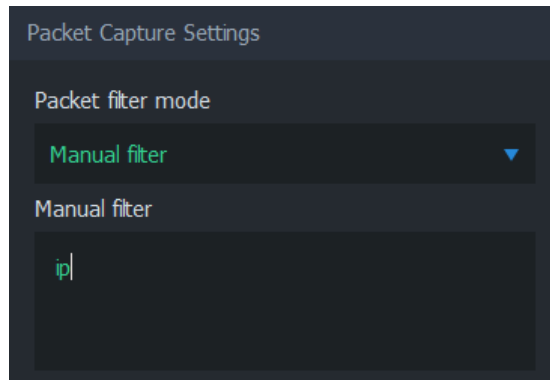 Packet Capture Settings
Packet filter mode
Manual filter
Manual filter
ip